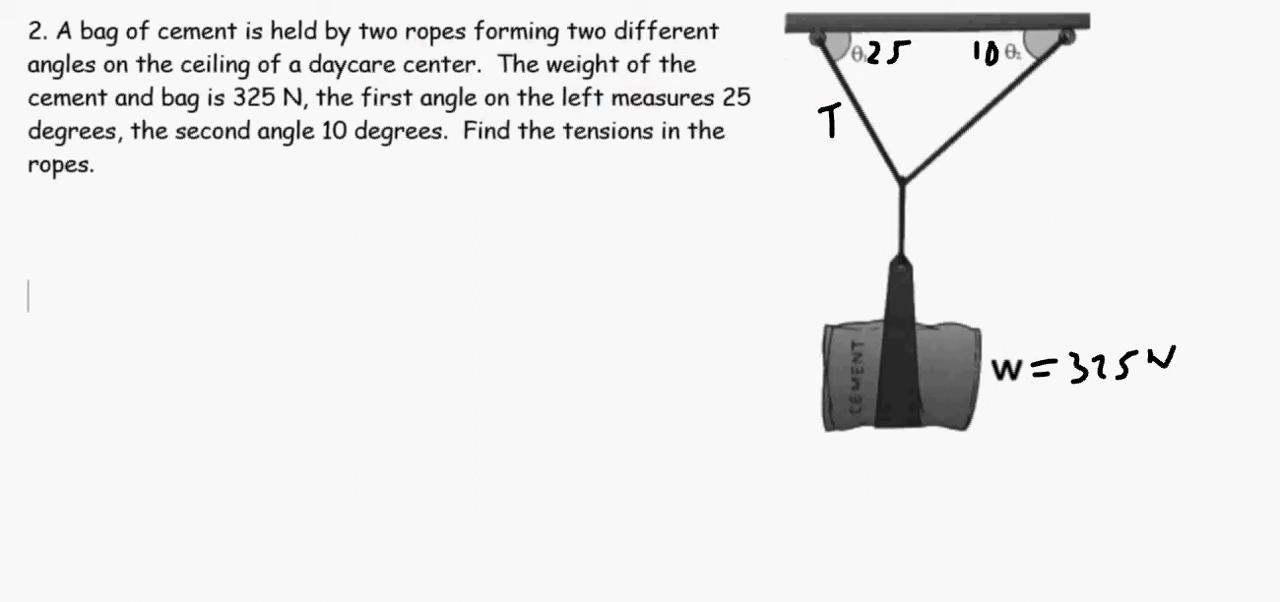 2. A bag of cement is held by two ropes forming two different
angles on the ceiling of a daycare center. The weight of the
cement and bag is 325 N, the first angle on the left measures 25
degrees, the second angle 10 degrees. Find the tensions in the
ropes.
θ₁25 10 θ₂
T
CEMENT
W = 325 N